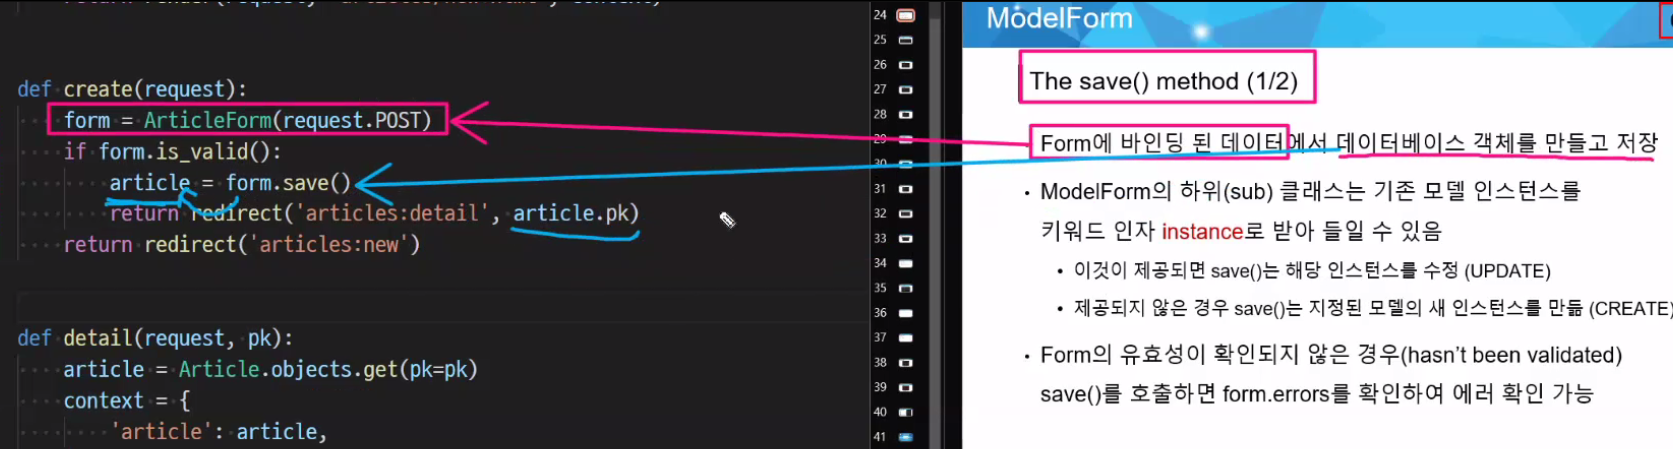 def create(request):
form = ArticleForm(request.POST)
if form.is_valid():
article = form.save()
return redirect('articles:detail', article.pk)
return redirect('articles:new')
def detail(request, pk):
article = Article.objects.get(pk=pk)
context = {
'article': article,
24
25
26
27
28
29
30
31
32
33
34
35
36
37
38
39
40
41
ModelForm
The save() method (1/2)
Form에 바인딩 된 데이터에서 데이터베이스 객체를 만들고 저장
• ModelForm의 하위(sub) 클래스는 기존 모델 인스턴스를
키워드 인자 instance로 받아 들일 수 있음
• 이것이 제공되면 save()는 해당 인스턴스를 수정 (UPDATE)
• 제공되지 않은 경우 save()는 지정된 모델의 새 인스턴스를 만듦 (CREATE)
• Form의 유효성이 확인되지 않은 경우(hasn't been validated)
save()를 호출하면 form.errors를 확인하여 에러 확인 가능